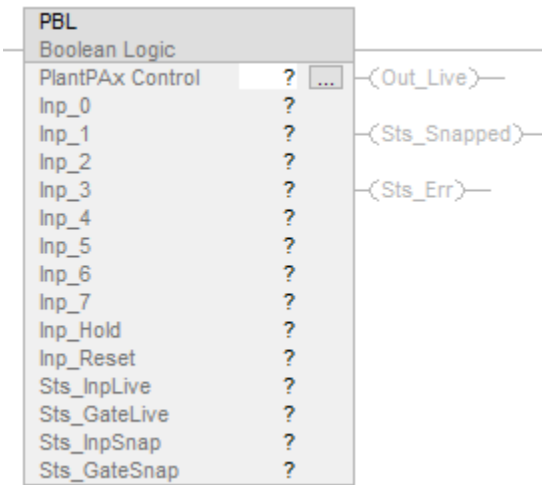 PBL
Boolean Logic
PlantPAx Control ? ... (Out_Live)
Inp_0 ?
Inp_1 ? (Sts_Snapped)
Inp_2 ?
Inp_3 ? (Sts_Err)
Inp_4 ?
Inp_5 ?
Inp_6 ?
Inp_7 ?
Inp_Hold ?
Inp_Reset ?
Sts_InpLive ?
Sts_GateLive ?
Sts_InpSnap ?
Sts_GateSnap ?